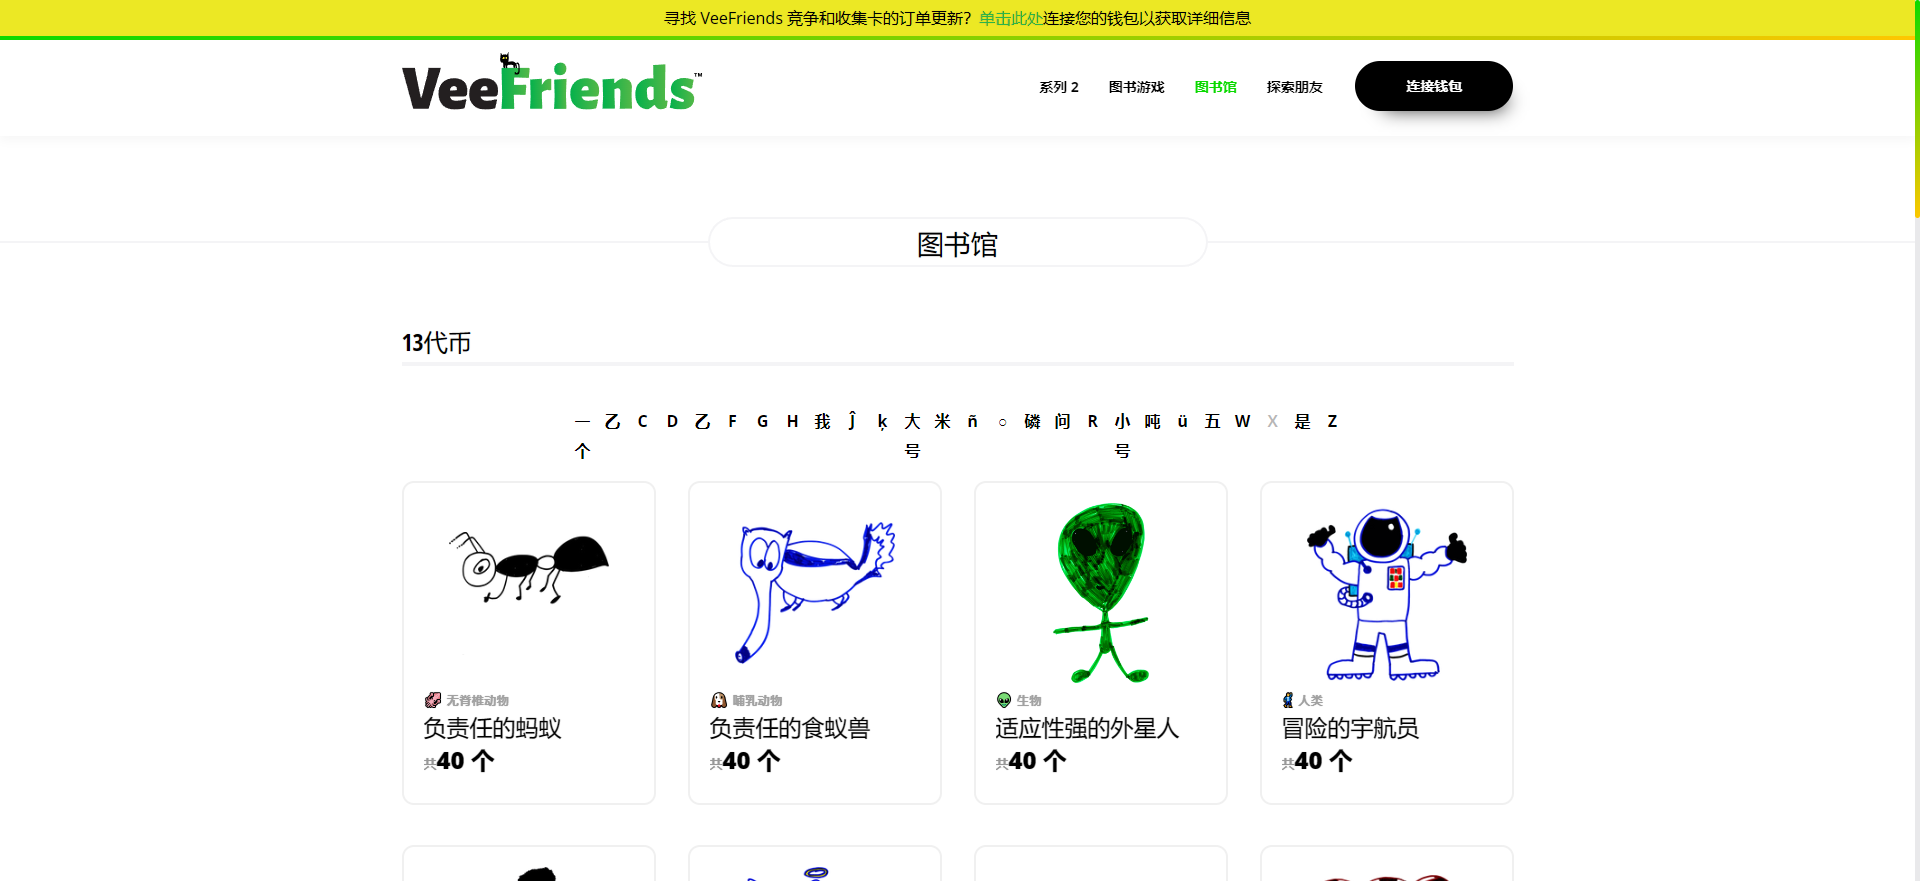 寻找 VeeFriends 竞争和收集卡的订单更新？单击此处连接您的钱包以获取详细信息
VeeFriends™
系列 2 图书游戏 图书馆 探索朋友 连接钱包
图书馆
13代币
一个 乙 C D 乙 F G H 我 Ĵ ķ 大号 米 ñ ○ 磷 问 R 小号 吨 ü 五 W X 是 Z
无脊椎动物
负责任的蚂蚁
共40 个
哺乳动物
负责任的食蚁兽
共40 个
生物
适应性强的外星人
共40 个
人类
冒险的宇航员
共40 个